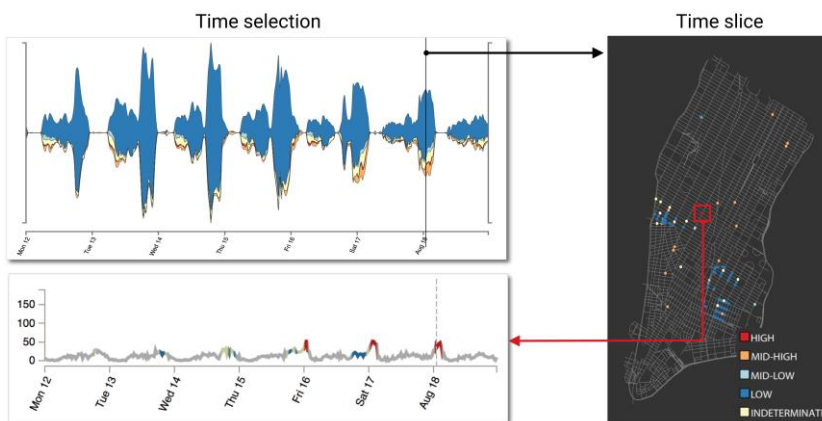 Time selection
Time slice
Mon 12
Tue 13
Wed 14
Thu 15
Fri 16
Sat 17
Aug 18
150
100
50
0
Mon 12
Tue 13
Wed 14
Thu 15
Fri 16
Sat 17
Aug 18
HIGH
MID-HIGH
MID-LOW
LOW
INDETERMINATE